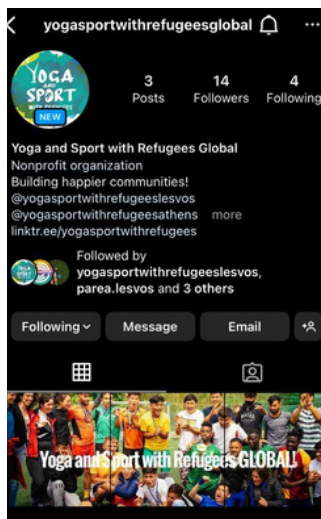 yogasportwithrefugeesglobal
YOGA
AND
SPORT
WITH REFUGEES
NEW
3 14 4
Posts Followers Following
Yoga and Sport with Refugees Global
Nonprofit organization
Building happier communities!
@yogasportwithrefugeeslesvos
@yogasportwithrefugeesathens more
linktr.ee/yogasportwithrefugees
Followed by
yogasportwithrefugeeslesvos,
parea.lesvos and 3 others
Following Message Email
Yoga and Sport with Refugees GLOBAL!